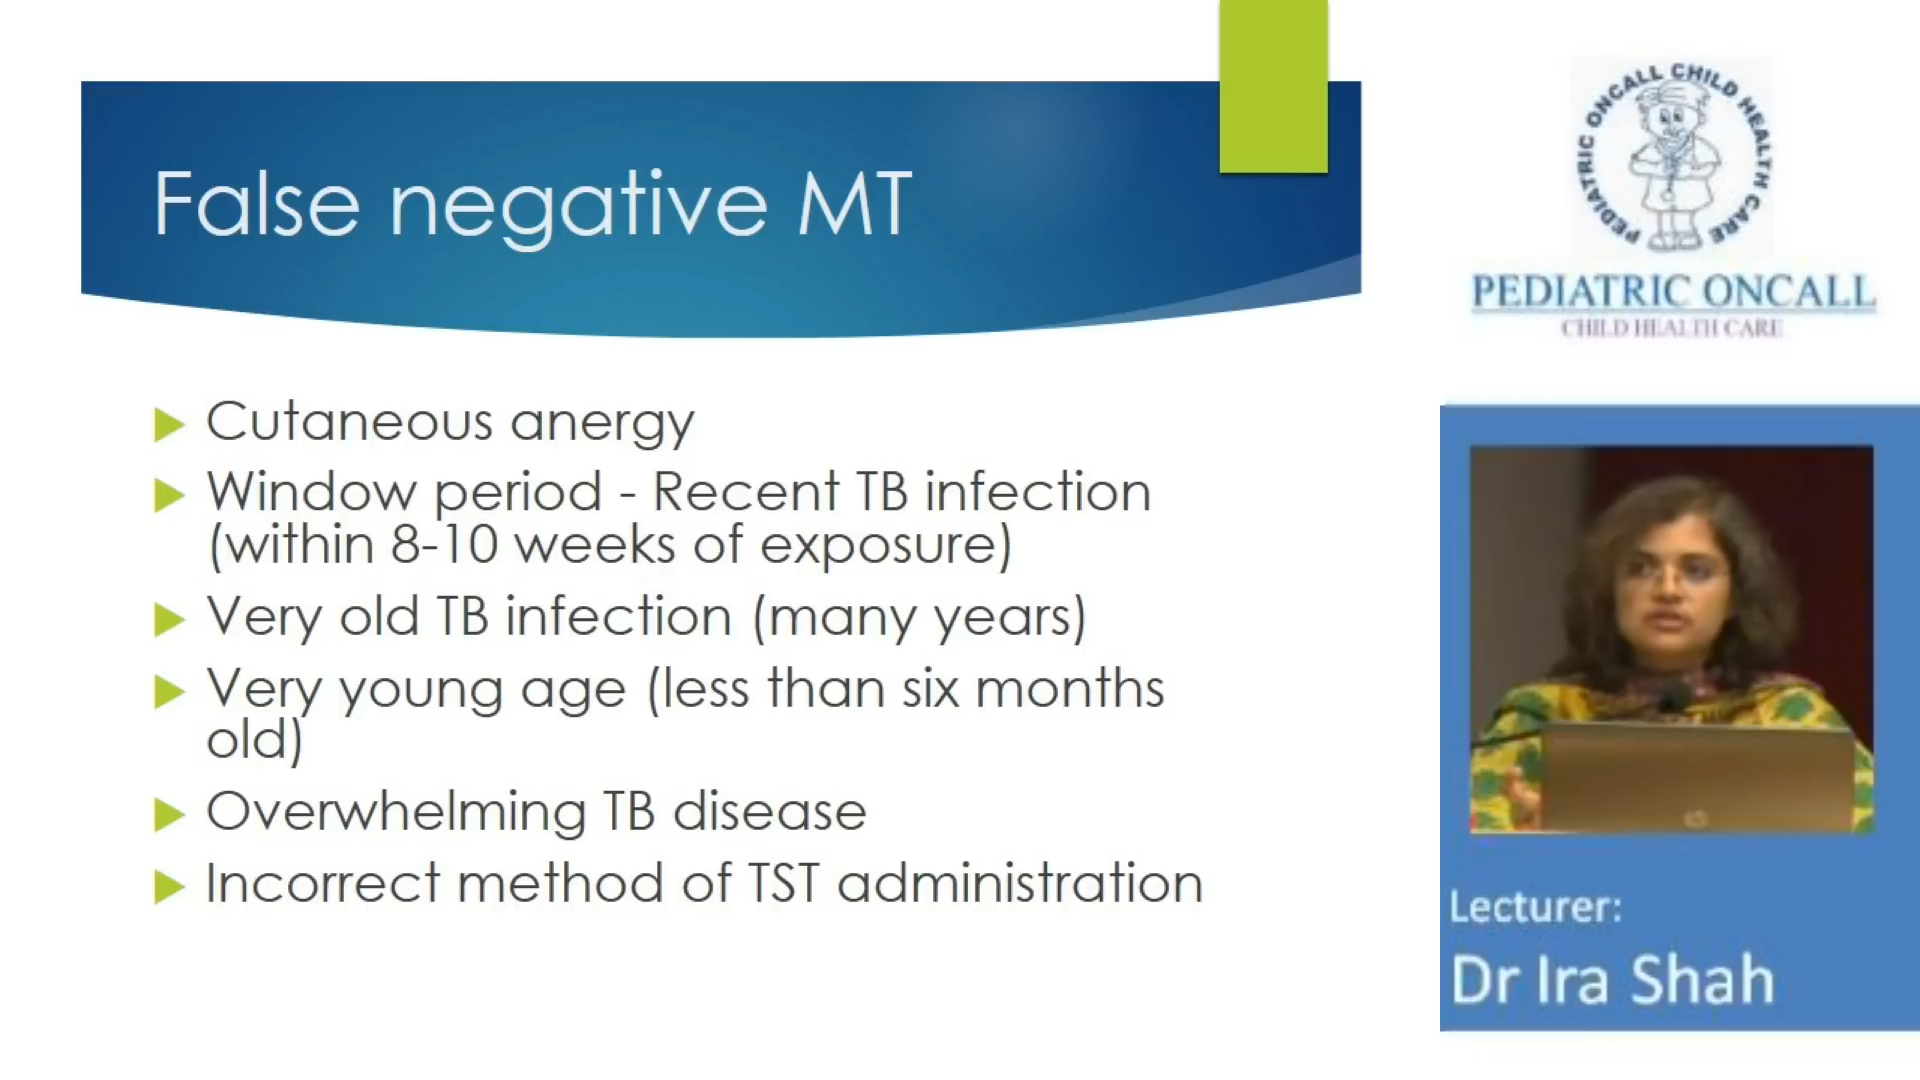 False negative MT
Cutaneous anergy
Window period - Recent TB infection
(within 8-10 weeks of exposure)
Very old TB infection (many years)
Very young age (less than six months
old)
Overwhelming TB disease
Incorrect method of TST administration
PEDIATRIC ONCALL CHILD HEALTH CARE
PEDIATRIC ONCALL
CHILD HEALTH CARE
Lecturer:
Dr Ira Shah